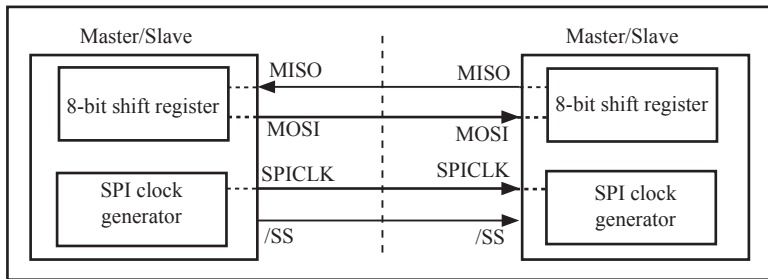 Master/Slave
Master/Slave
MISO
MISO
8-bit shift register
8-bit shift register
MOSI
MOSI
SPICLK
SPICLK
SPI clock
generator
SPI clock
generator
/SS
/SS